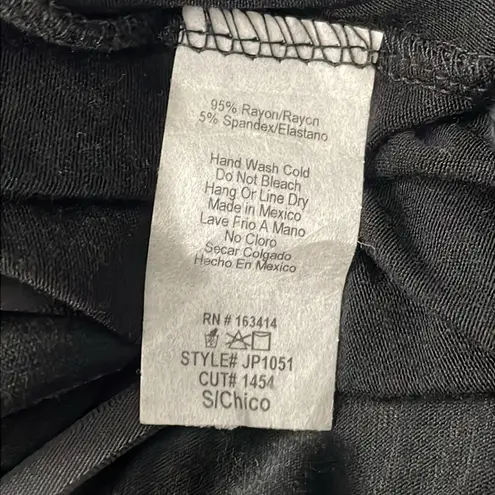 95% Rayon/Raycn
5% Spandex/Elastano
Hand Wash Cold
Do Not Bleach
Hang Or Line Dry
Made in Mexico
Lave Frio A Mano
No Cloro
Secar Colgado
Hecho En Mexico
RN # 163414
STYLE# JP1051
CUT# 1454
S/Chico